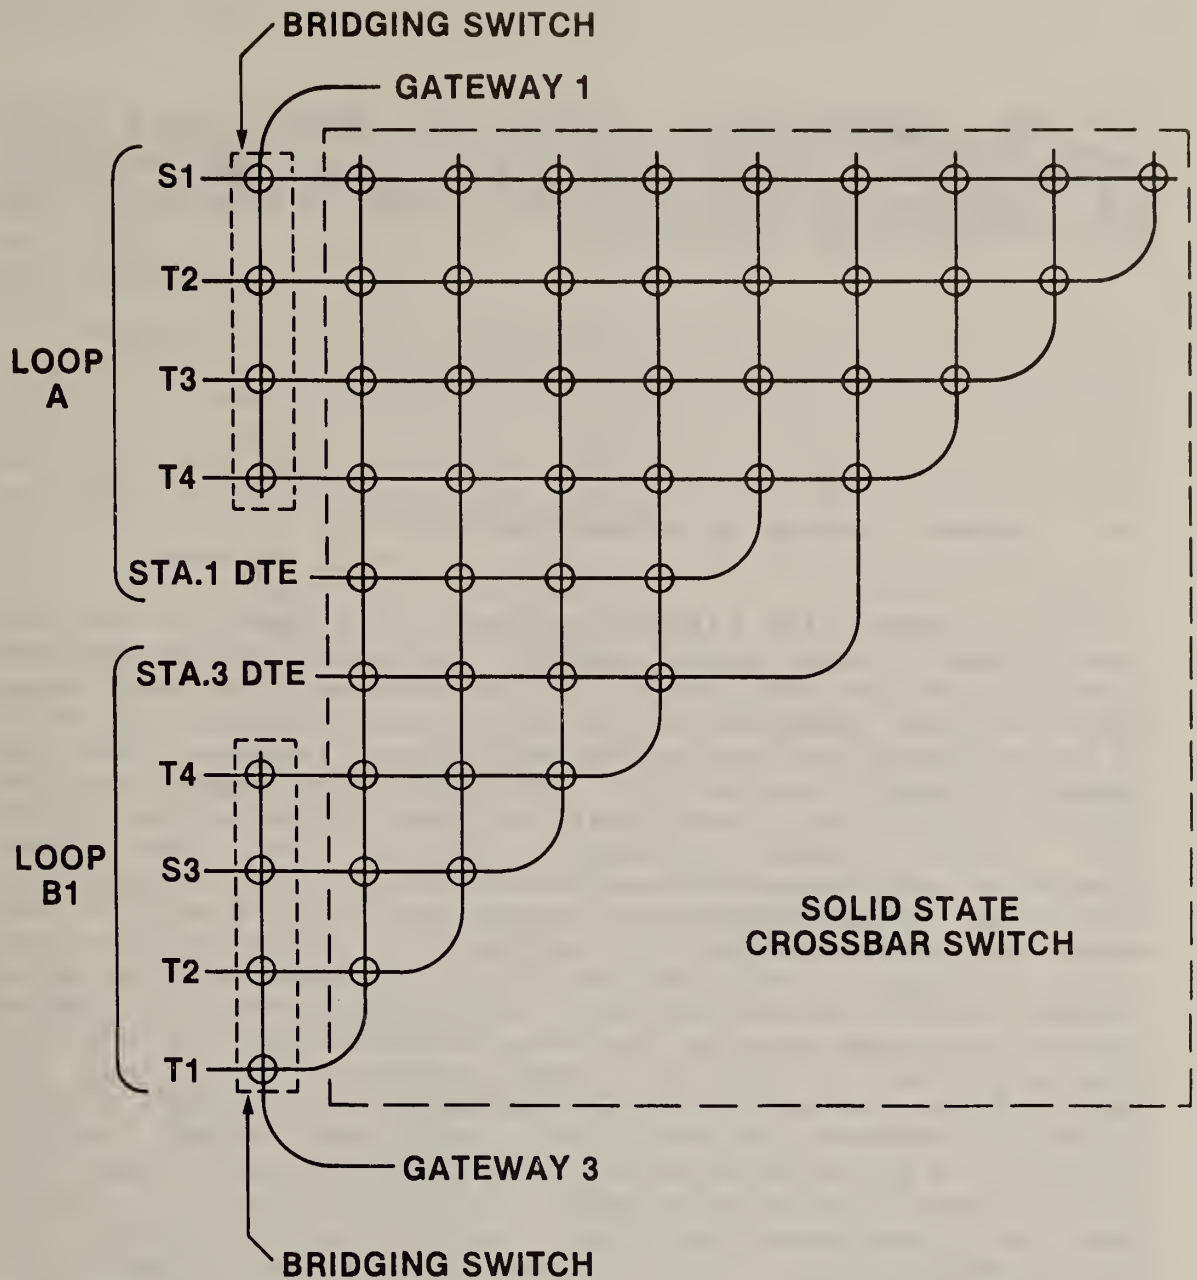 BRIDGING SWITCH
GATEWAY 1
S1
T2
LOOP
A
T3
T4
STA.1 DTE
STA.3 DTE
T4
LOOP
B1
S3
SOLID STATE
CROSSBAR SWITCH
T2
T1
GATEWAY 3
BRIDGING SWITCH